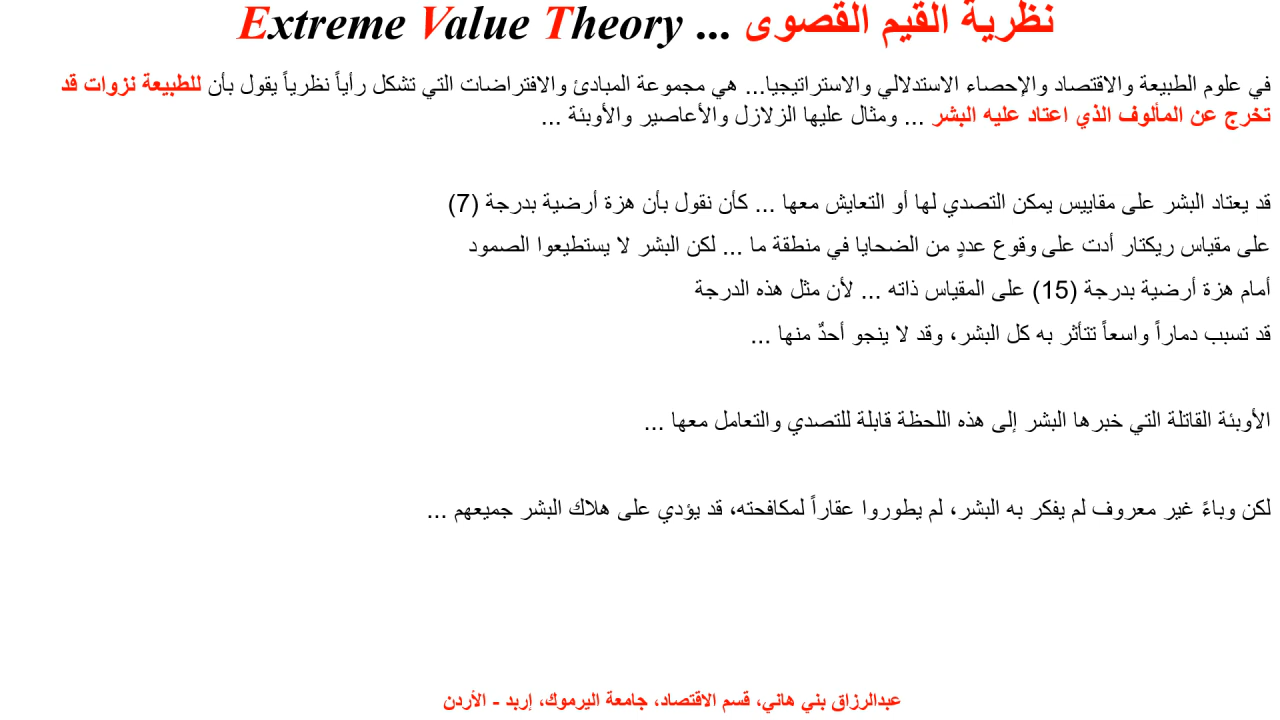 نظرية القيم القصوى ... Extreme Value Theory
في علوم الطبيعة والاقتصاد والإحصاء الاستدلالي والاستراتيجيا... هي مجموعة المبادئ والافتراضات التي تشكل رأياً نظرياً يقول بأن للطبيعة نزوات قد
تخرج عن المألوف الذي اعتاد عليه البشر ... ومثال عليها الزلازل والأعاصير والأوبئة ...
قد يعتاد البشر على مقاييس يمكن التصدي لها أو التعايش معها ... كأن نقول بأن هزة أرضية بدرجة (7)
على مقياس ريكتار أدت على وقوع عددٍ من الضحايا في منطقة ما ... لكن البشر لا يستطيعوا الصمود
أمام هزة أرضية بدرجة (15) على المقياس ذاته ... لأن مثل هذه الدرجة
قد تسبب دماراً واسعاً تتأثر به كل البشر، وقد لا ينجو أحدٌ منها ...
الأوبئة القاتلة التي خبرها البشر إلى هذه اللحظة قابلة للتصدي والتعامل معها ...
لكن وباءً غير معروف لم يفكر به البشر، لم يطوروا عقاراً لمكافحته، قد يؤدي على هلاك البشر جميعهم ...
عبدالرزاق بني هاني، قسم الاقتصاد، جامعة اليرموك، إربد - الأردن